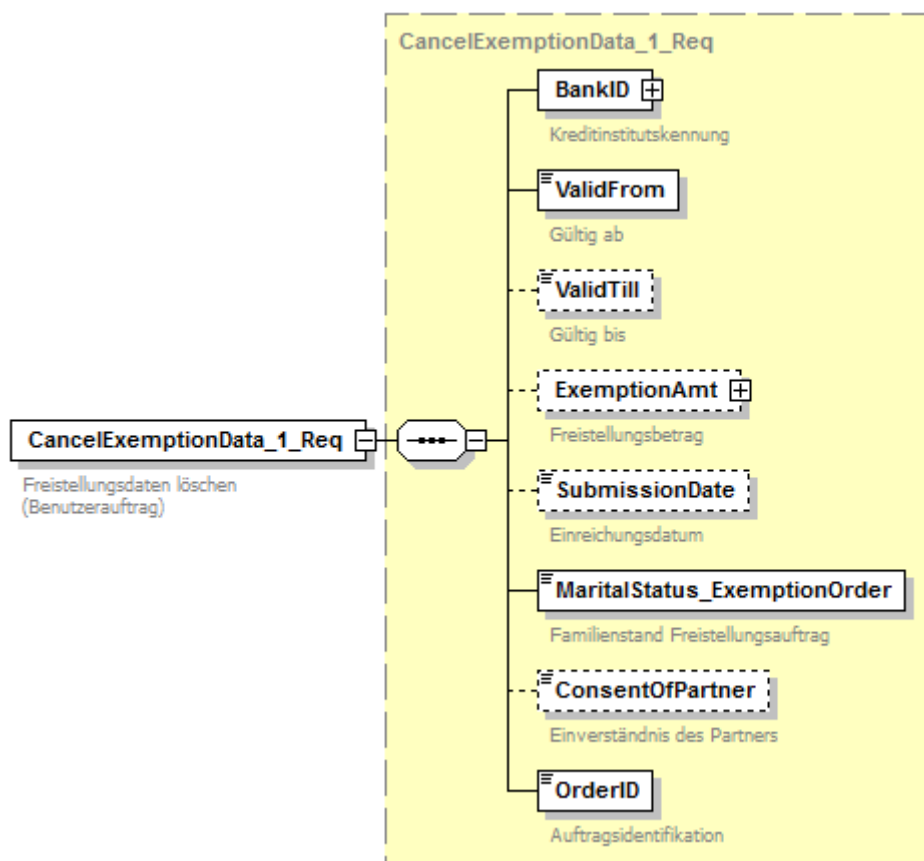 CancelExemptionData_1_Req
BankID
Kreditinstitutskennung
ValidFrom
Gültig ab
ValidTill
Gültig bis
ExemptionAmt
Freistellungsbetrag
CancelExemptionData_1_Req
Freistellungsdaten löschen
(Benutzerauftrag)
SubmissionDate
Einreichungsdatum
MaritalStatus_ExemptionOrder
Familienstand Freistellungsauftrag
ConsentOfPartner
Einverständnis des Partners
OrderID
Auftragsidentifikation